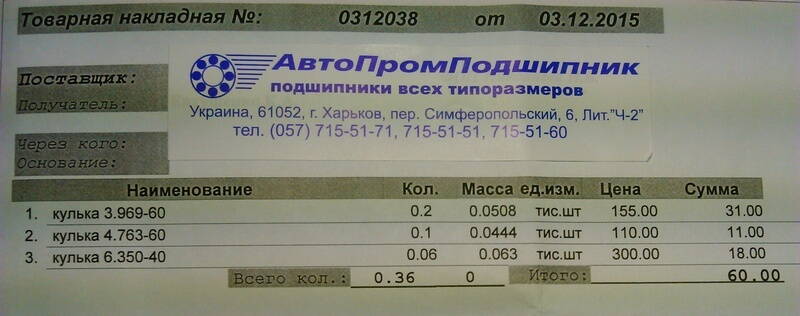 Товарная накладная №: 0312038 от 03.12.2015
АвтоПромПодшипник
подшипники всех типоразмеров
Украина, 61052, г. Харьков, пер. Симферопольский, 6, Лит."Ч-2"
тел. (057) 715-51-71, 715-51-51, 715-51-60
Поставщик:
Получатель:
Через кого:
Основание:
Наименование Кол. Масса ед.изм. Цена Сумма
1. кулька 3.969-60 0.2 0.0508 тис.шт 155.00 31.00
2. кулька 4.763-60 0.1 0.0444 тис.шт 110.00 11.00
3. кулька 6.350-40 0.06 0.063 тис.шт 300.00 18.00
Всего кол.: 0.36 0 Итого: 60.00